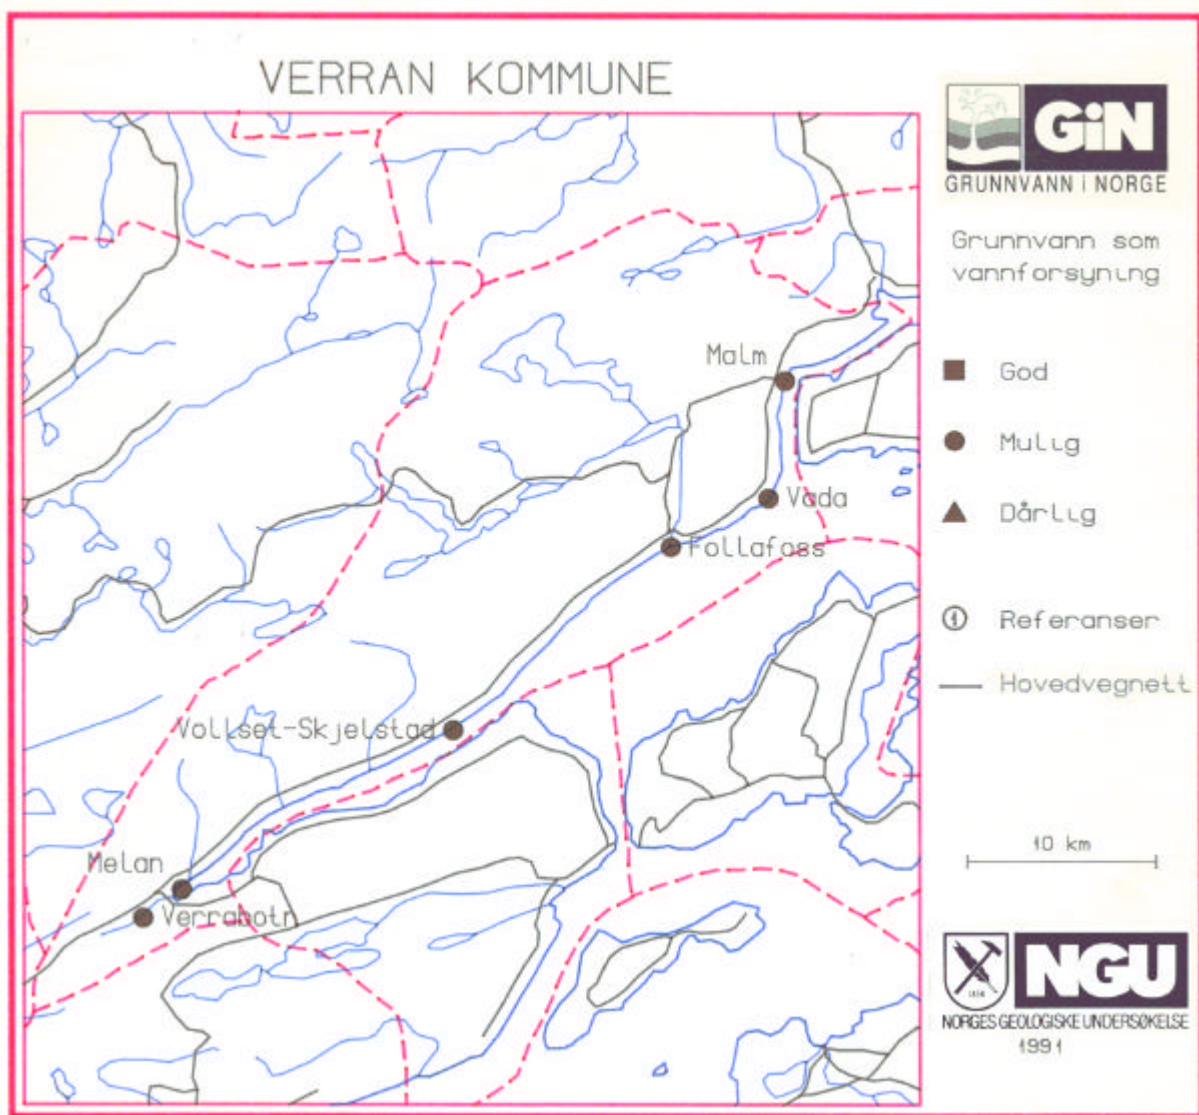 VERRAN KOMMUNE
GiN
GRUNNVANN I NORGE
Grunnvann som
vannforsyning
God
Mulig
Dårlig
Referanser
Hovedvegnett
10 km
Malm
Vada
Follafoss
Vollset-Skjelstad
Melan
Verrabotn
NGU
NORGES GEOLOGISKE UNDERSØKELSE
1991